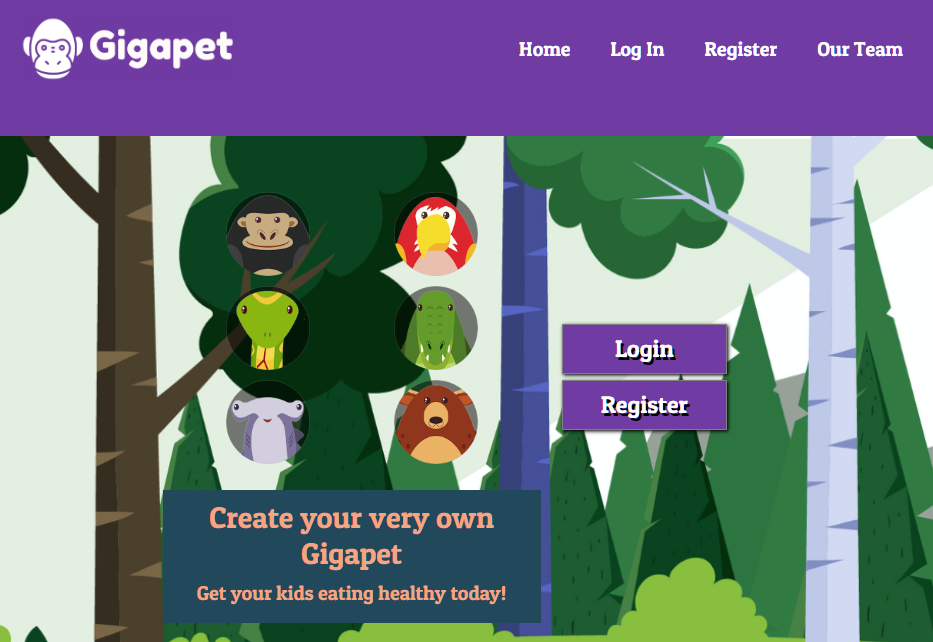 Gigapet
Home
Log In
Register
Our Team
Login
Register
Create your very own
Gigapet
Get your kids eating healthy today!